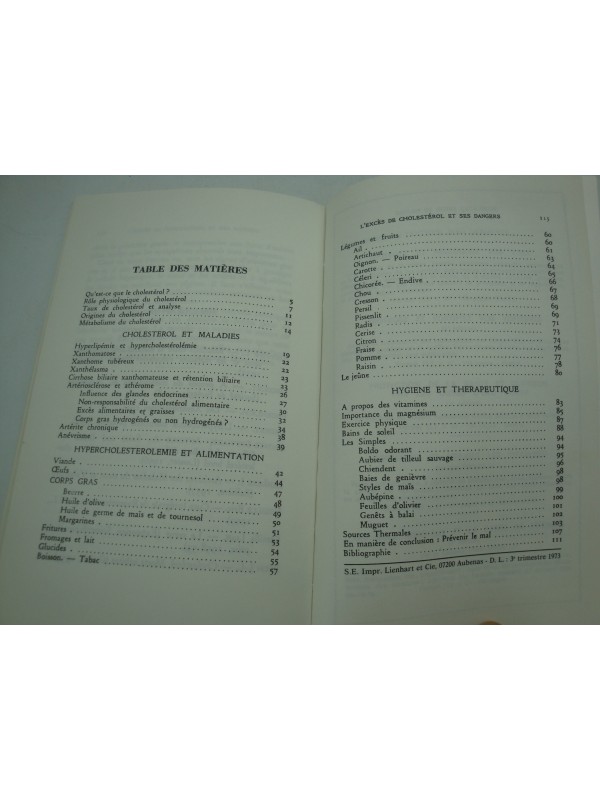 TABLE DES MATIÈRES
Qu'est-ce que le cholestérol ? 5
Rôle physiologique du cholestérol 7
Taux de cholestérol et analyse 11
Origines du cholestérol 12
Métabolisme du cholestérol 14
CHOLESTEROL ET MALADIES
Hyperlipémie et hypercholestérolémie 19
Xanthomatose 22
Xanthome tubéreux 22
Xanthélasma 22
Cirrhose biliaire xanthomateuse et rétention biliaire 23
Artériosclérose et athérome 23
Influence des glandes endocrines 26
Non-responsabilité du cholestérol alimentaire 27
Excès alimentaires et graisses 30
Corps gras hydrogénés ou non hydrogénés ? 32
Artérite chronique 34
Anévrisme 38
39
HYPERCHOLESTEROLEMIE ET ALIMENTATION
Viande 42
Œufs 44
CORPS GRAS
Beurre 47
Huile d'olive 48
Huile de germe de maïs et de tournesol 49
Margarines 50
Fritures 51
Fromages et lait 53
Glucides 54
Boisson. — Tabac 55
57
L'EXCÈS DE CHOLESTÉROL ET SES DANGERS 113
Légumes et fruits 60
Ail 60
Artichaut 61
Oignon. — Poireau 63
Carotte 64
Céleri 65
Chicorée. — Endive 66
Chou 67
Cresson 68
Persil 69
Pissenlit 69
Radis 71
Cerise 73
Citron 74
Fraise 76
Pomme 77
Raisin 78
Le jeûne 80
HYGIENE ET THERAPEUTIQUE
A propos des vitamines 83
Importance du magnésium 85
Exercice physique 87
Bains de soleil 88
Les Simples 94
Boldo odorant 94
Aubier de tilleul sauvage 95
Chiendent 96
Baies de genièvre 98
Styles de maïs 98
Aubépine 99
Feuilles d'olivier 100
Genêts à balai 101
Muguet 102
Sources Thermales 103
En manière de conclusion : Prévenir le mal 107
Bibliographie 111
S.E. Impr. Lienhart et Cie, 07200 Aubenas - D. L. : 3e trimestre 1973